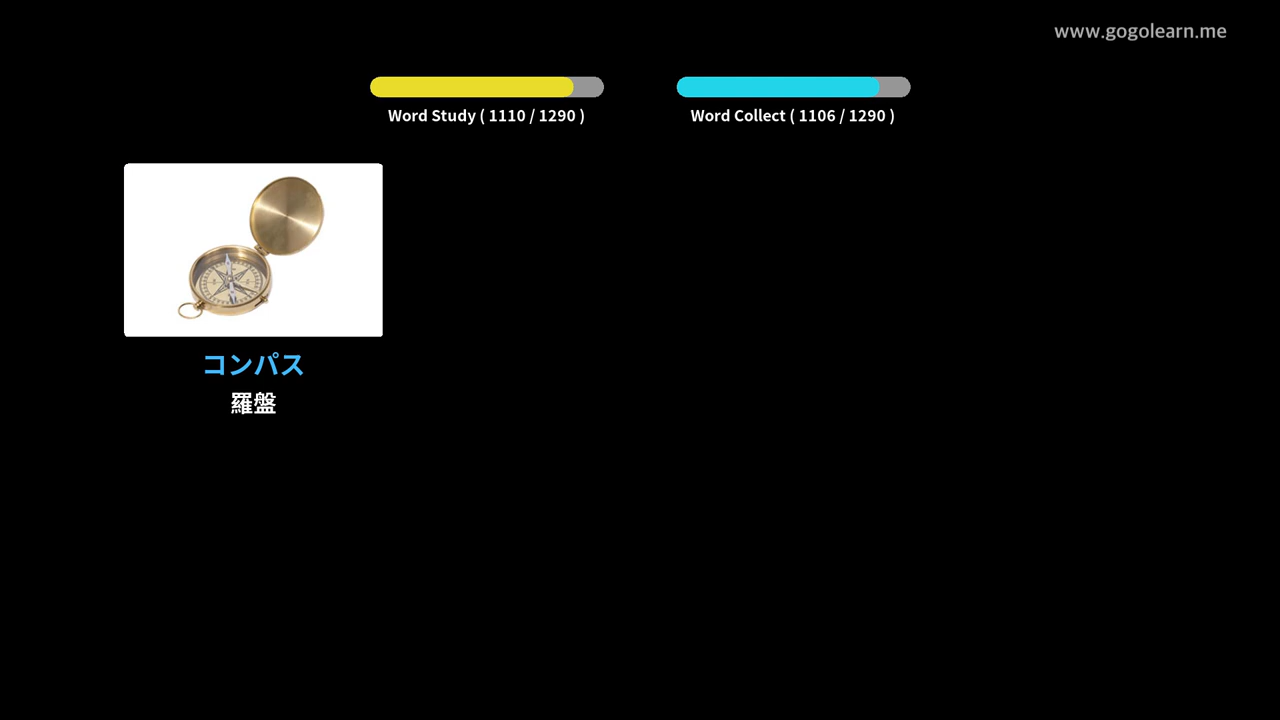 www.gogolearn.me
Word Study ( 1110 / 1290 )
Word Collect ( 1106 / 1290 )
コンパス
羅盤